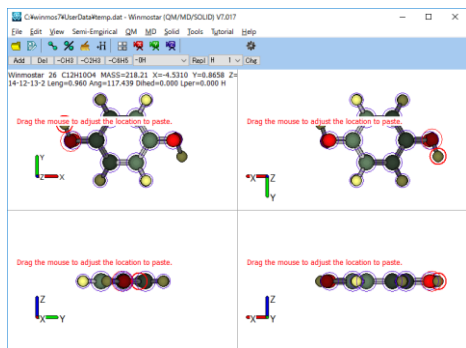 C:¥winmos7¥UserData¥temp.dat - Winmostar (QM/MD/SOLID) V7.017
File Edit View Semi-Empirical QM MD Solid Tools Tytorial Help
Add Del -CH3 -C2H3 -C6H5 -OH Repl H 1 Chg
Winmostar 26 C12H10O4 MASS=218.21 X=-4.5310 Y=0.8658 Z=
14-12-13-2 Leng=0.960 Ang=117.439 Dihed=0.000 Lper=0.000 H
Drag the mouse to adjust the location to paste. Drag the mouse to adjust the location to paste.
Y
Z X
X Z
Y
Drag the mouse to adjust the location to paste. Drag the mouse to adjust the location to paste.
Z Z
X Y X Y